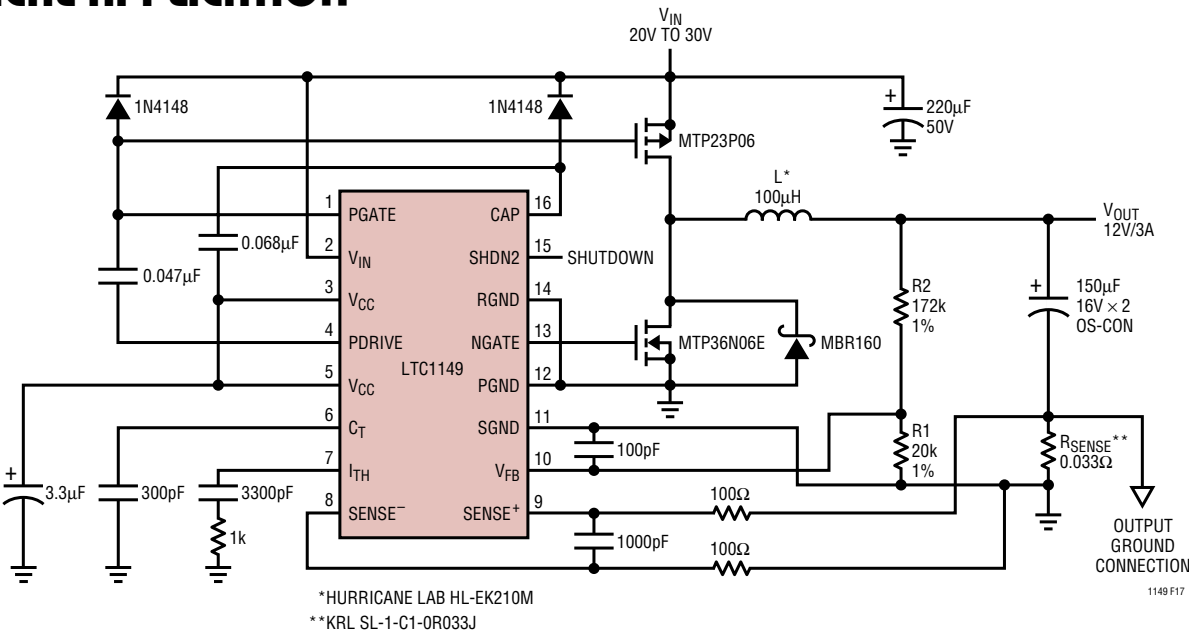 V_IN
20V TO 30V
1N4148
1N4148
+
220µF
50V
MTP23P06
L*
100µH
V_OUT
12V/3A
1 PGATE
CAP 16
0.068µF
2 V_IN
SHDN2 15 SHUTDOWN
0.047µF
3 V_CC
RGND 14
4 PDRIVE
NGATE 13
MTP36N06E
MBR160
R2
172k
1%
+
150µF
16V × 2
OS-CON
LTC1149
5 V_CC
PGND 12
6 C_T
SGND 11
100pF
7 I_TH
V_FB 10
R1
20k
1%
R_SENSE**
0.033Ω
+
3.3µF
300pF
3300pF
1k
8 SENSE⁻
SENSE⁺ 9
100Ω
1000pF
100Ω
OUTPUT
GROUND
CONNECTION
1149 F17
*HURRICANE LAB HL-EK210M
**KRL SL-1-C1-0R033J